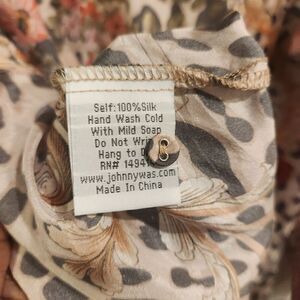 Self:100%Silk
Hand Wash Cold
With Mild Soap
Do Not
Hang to
RN#
www.johnnywas.com
Made In China